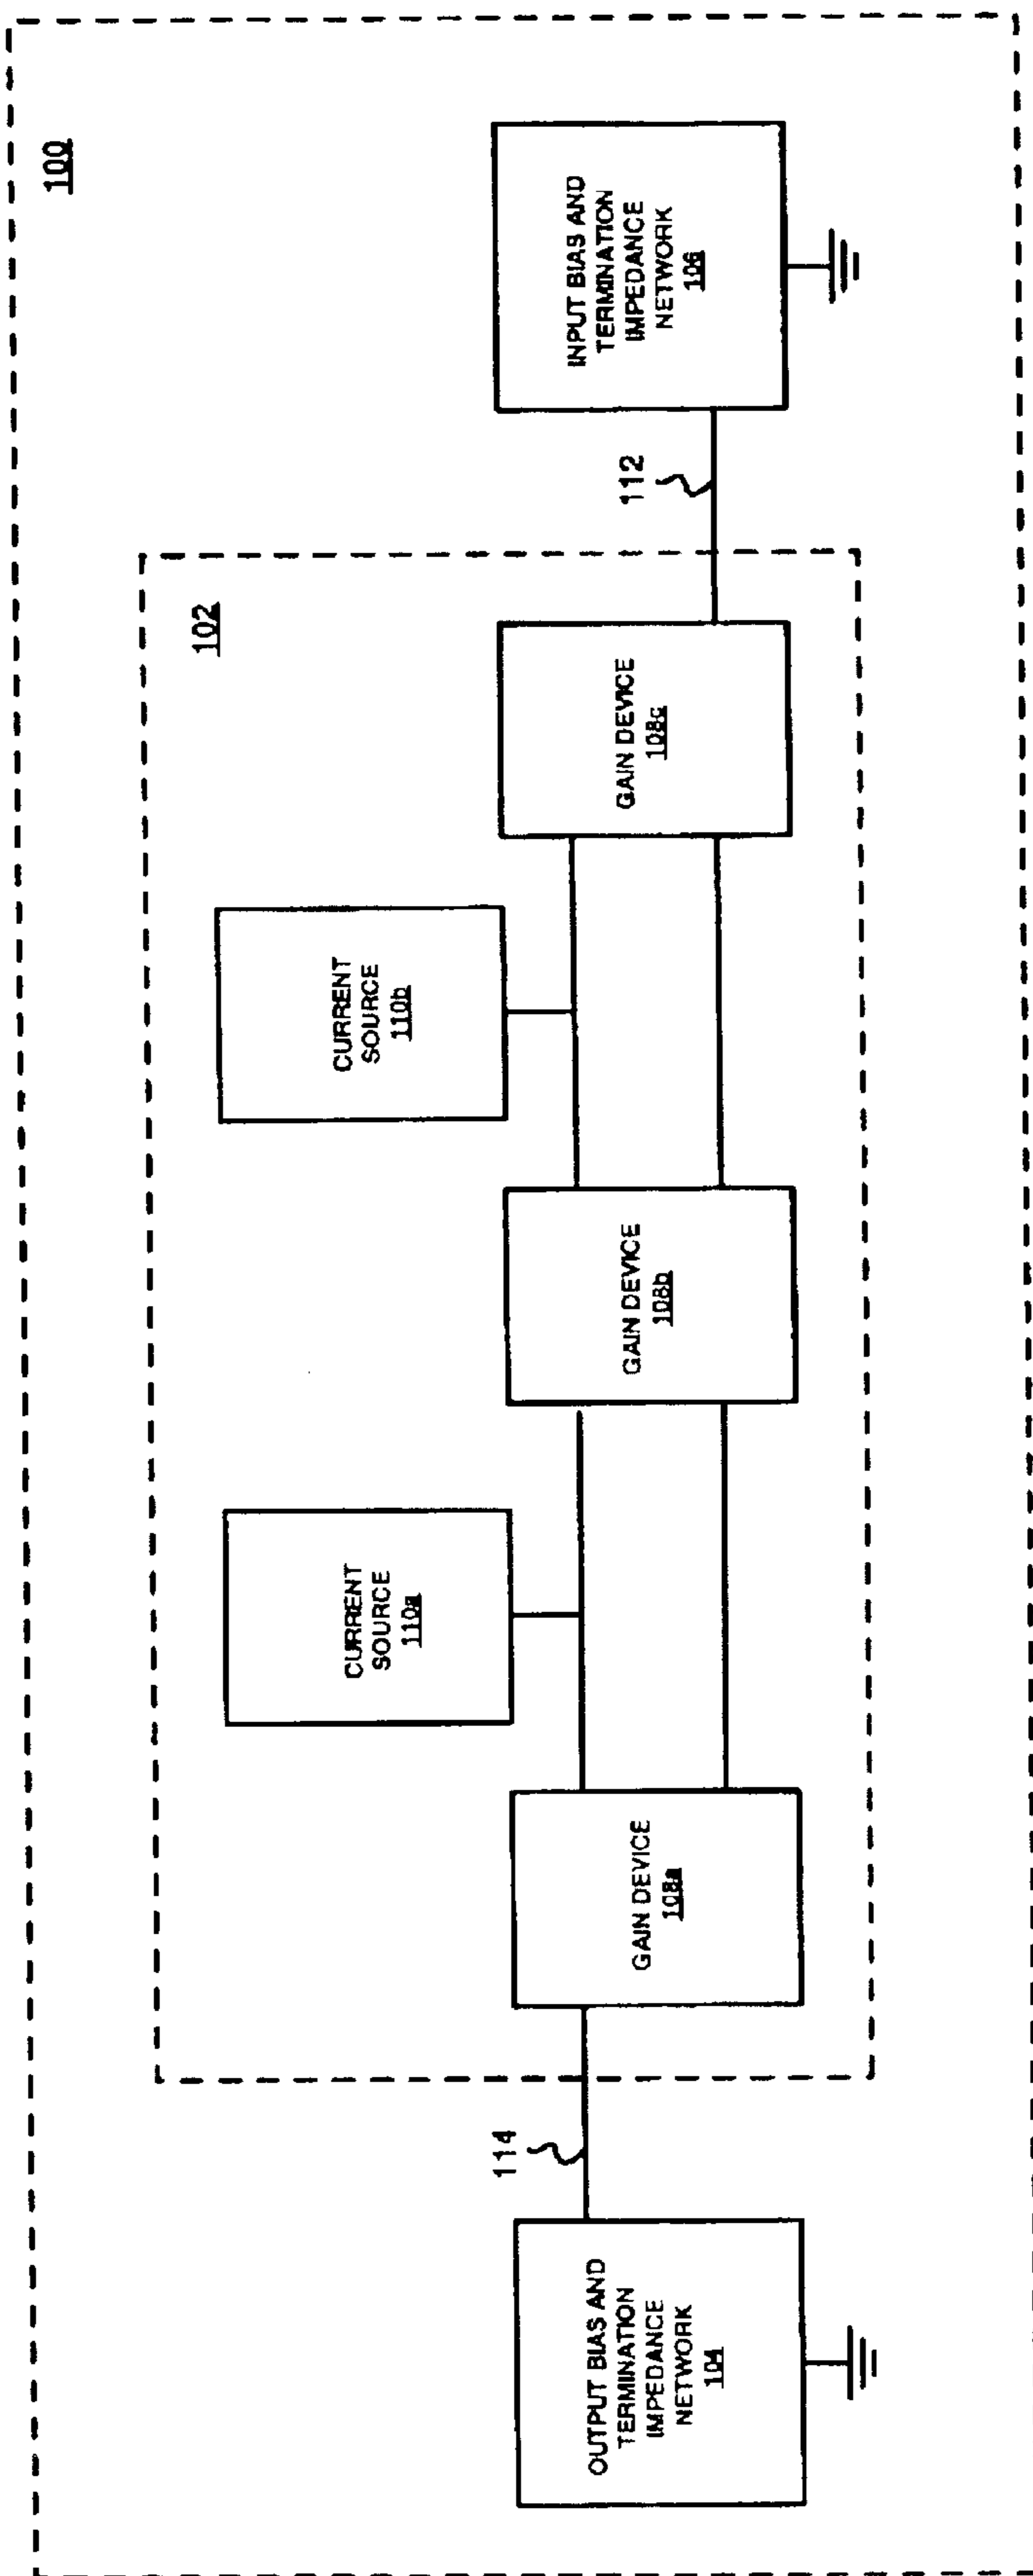 100
102
CURRENT
SOURCE
110a
CURRENT
SOURCE
110b
114
112
OUTPUT BIAS AND
TERMINATION
IMPEDANCE
NETWORK
104
GAIN DEVICE
108a
GAIN DEVICE
108b
GAIN DEVICE
108c
INPUT BIAS AND
TERMINATION
IMPEDANCE
NETWORK
106